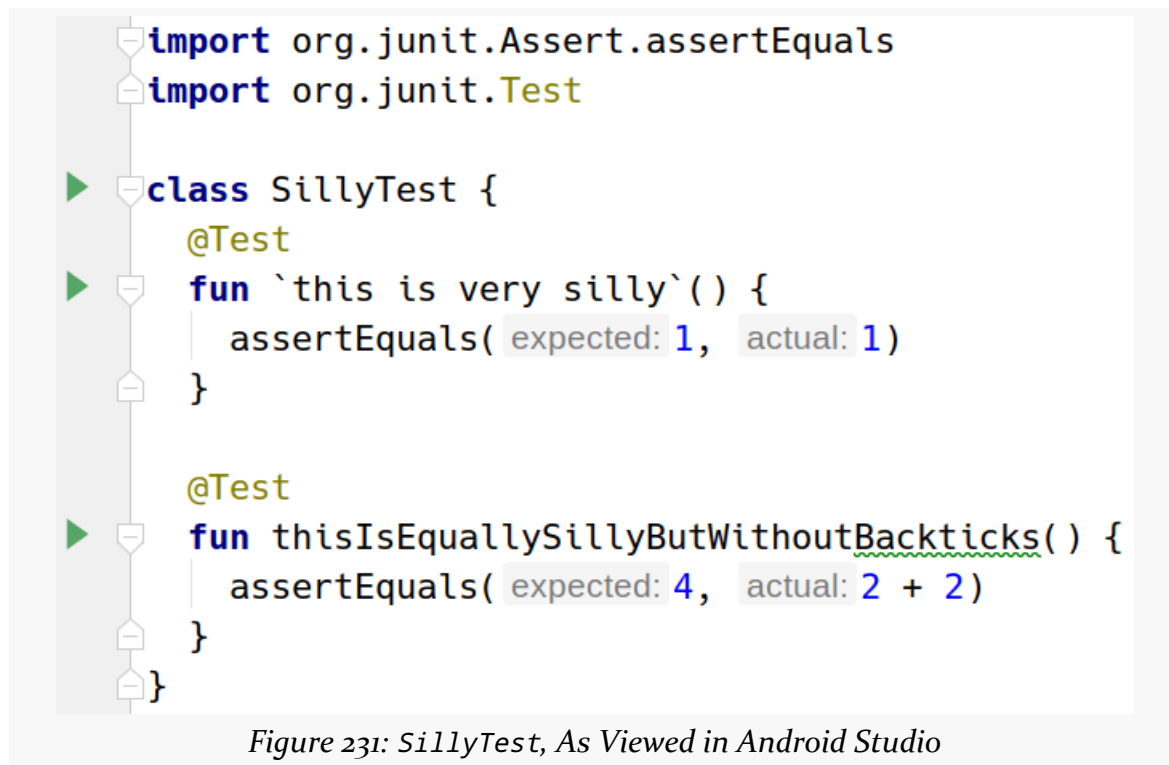 import org.junit.Assert.assertEquals
import org.junit.Test
class SillyTest {
@Test
fun `this is very silly`() {
assertEquals( expected: 1, actual: 1)
}
@Test
fun thisIsEquallySillyButWithoutBackticks() {
assertEquals( expected: 4, actual: 2 + 2)
}
}
Figure 231: SillyTest, As Viewed in Android Studio